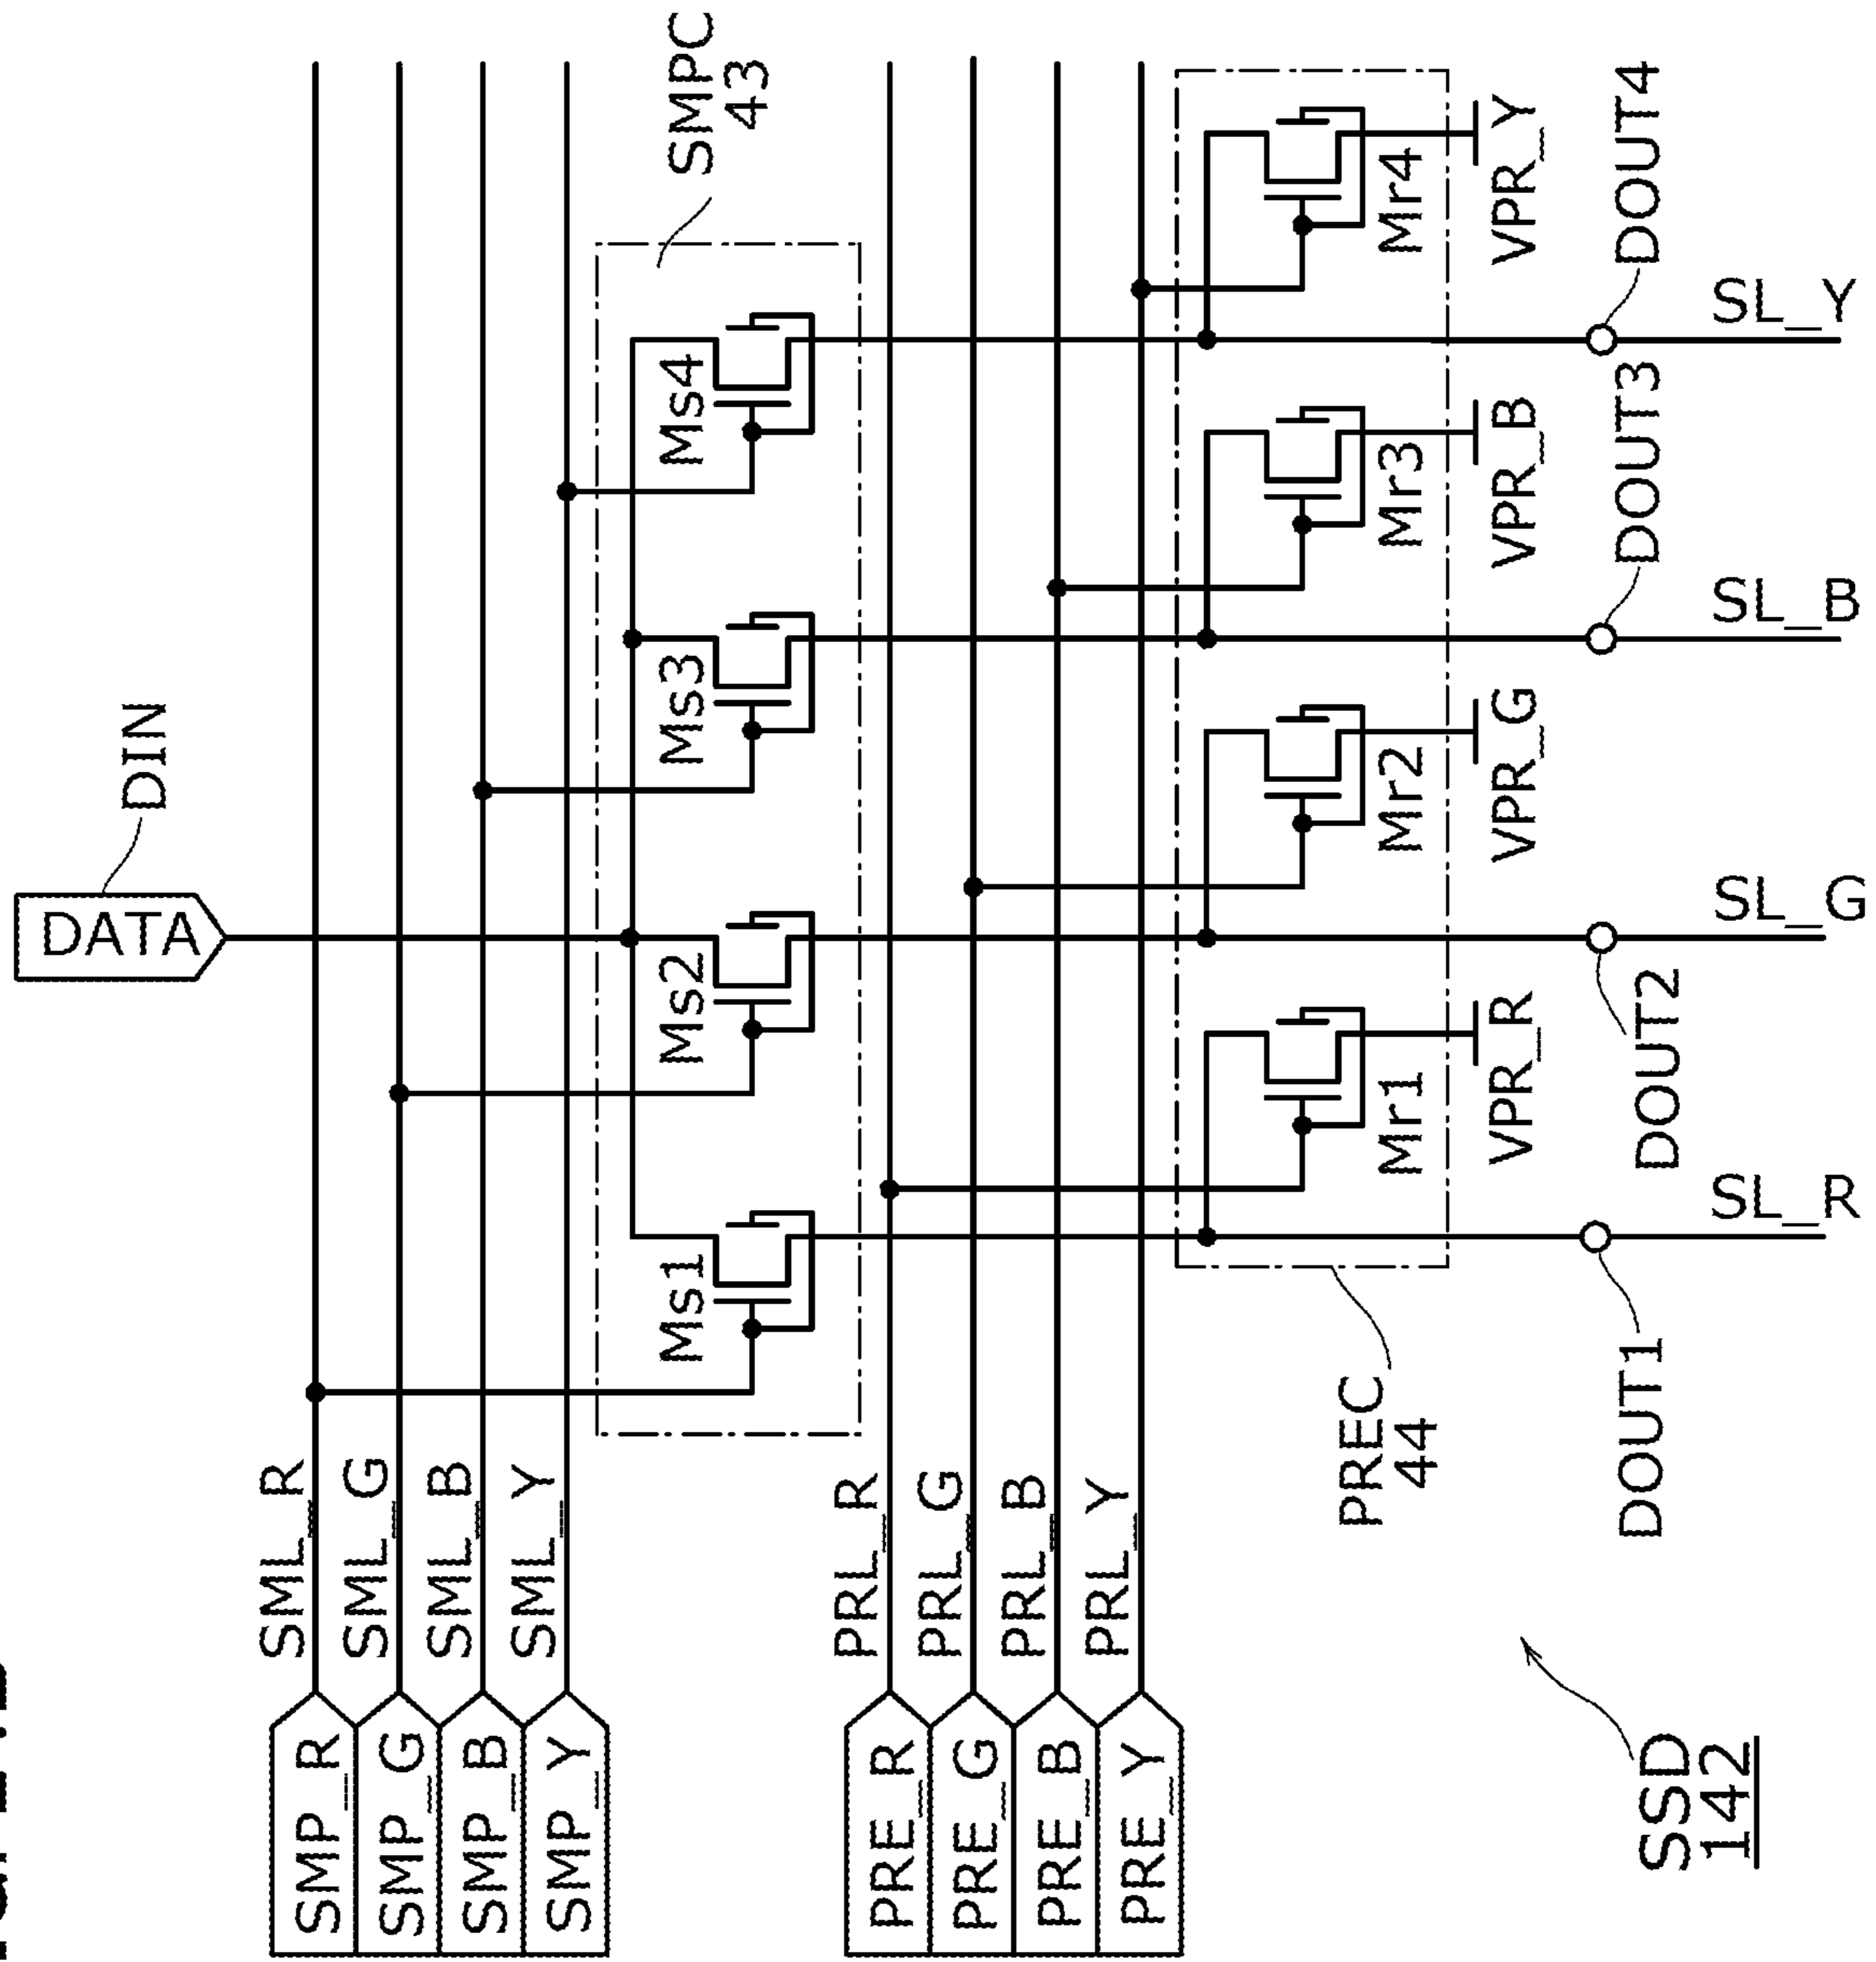 DATA
DIN
SMP_R
SML_R
SMP_G
SML_G
SMP_B
SML_B
SMP_Y
SML_Y
SMPC
43
Ms1
Ms2
Ms3
Ms4
PRE_R
PRL_R
PRE_G
PRL_G
PRE_B
PRL_B
PRE_Y
PRL_Y
PREC
44
Mr1
Mr2
Mr3
Mr4
VPR_R
VPR_G
VPR_B
VPR_Y
DOUT1
DOUT2
DOUT3
DOUT4
SL_R
SL_G
SL_B
SL_Y
SSD
142